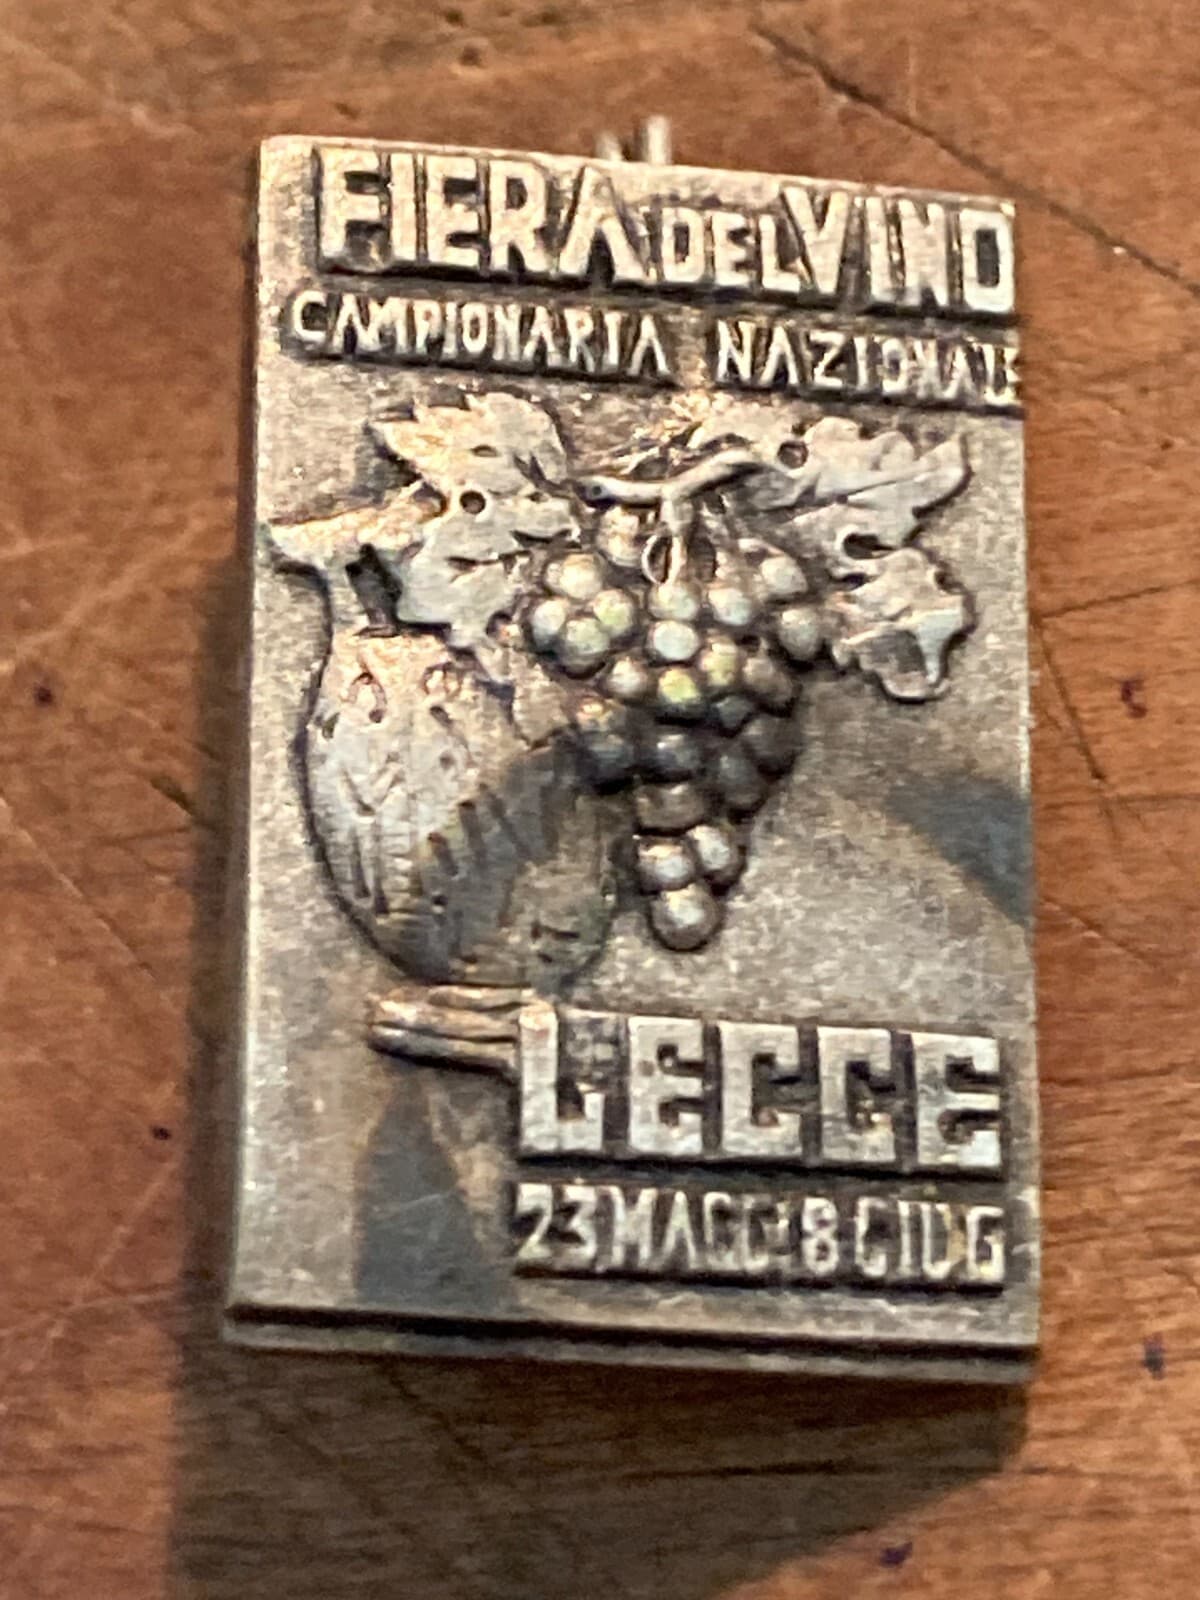 FIERA DEL VINO
CAMPIONARIA NAZIONALE
LECCE
23 MAGG 8 GIUG